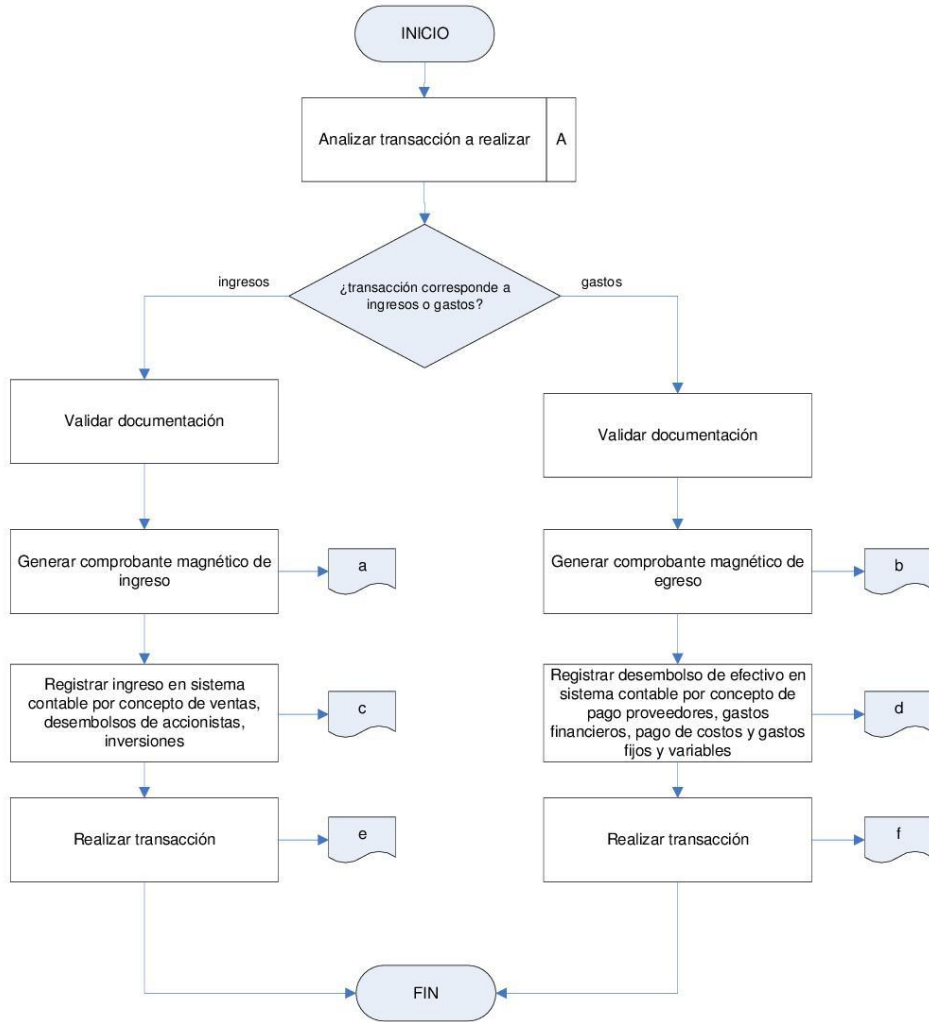 INICIO
Analizar transacción a realizar
A
¿transacción corresponde a
ingresos o gastos?
ingresos
gastos
Validar documentación
Validar documentación
Generar comprobante magnético de
ingreso
a
Generar comprobante magnético de
egreso
b
Registrar ingreso en sistema
contable por concepto de ventas,
desembolsos de accionistas,
inversiones
c
Registrar desembolso de efectivo en
sistema contable por concepto de
pago proveedores, gastos
financieros, pago de costos y gastos
fijos y variables
d
Realizar transacción
e
Realizar transacción
f
FIN